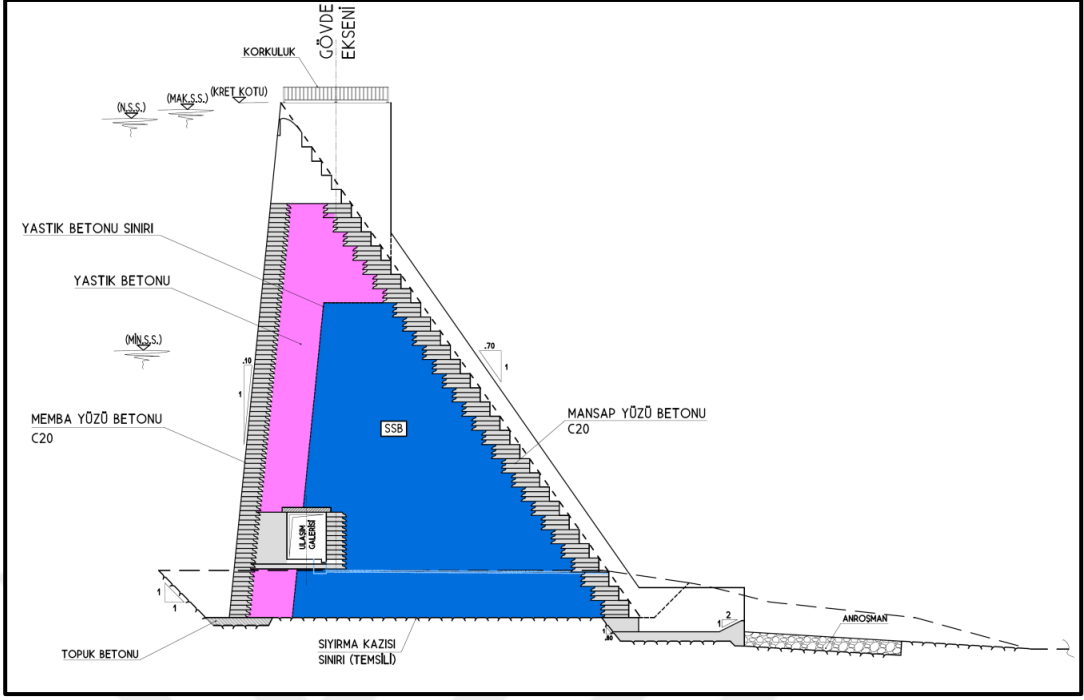 GÖVDE
EKSENİ
KORKULUK
(N.S.S.)
(MAK.S.S.)
(KRET KOTU)
YASTIK BETONU SINIRI
YASTIK BETONU
(MİN.S.S.)
.10
1
.70
1
MEMBA YÜZÜ BETONU
C20
SSB
MANSAP YÜZÜ BETONU
C20
ULAŞIM
GALERİSİ
1
1
TOPUK BETONU
SIYIRMA KAZISI
SINIRI (TEMSİLİ)
1
.80
2
1
ANROŞMAN